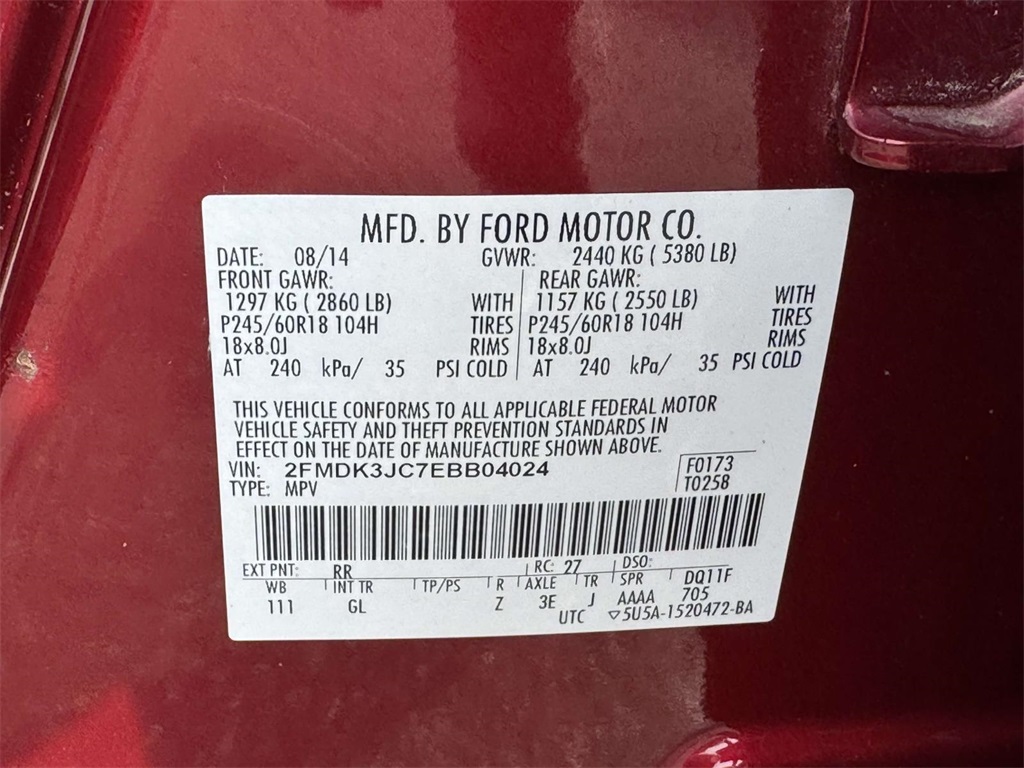 MFD. BY FORD MOTOR CO.
DATE: 08/14 GVWR: 2440 KG ( 5380 LB)
FRONT GAWR: REAR GAWR:
1297 KG ( 2860 LB) WITH 1157 KG ( 2550 LB) WITH
P245/60R18 104H TIRES P245/60R18 104H TIRES
18x8.0J RIMS 18x8.0J RIMS
AT 240 kPa/ 35 PSI COLD AT 240 kPa/ 35 PSI COLD
THIS VEHICLE CONFORMS TO ALL APPLICABLE FEDERAL MOTOR
VEHICLE SAFETY AND THEFT PREVENTION STANDARDS IN
EFFECT ON THE DATE OF MANUFACTURE SHOWN ABOVE.
VIN: 2FMDK3JC7EBB04024 F0173
TYPE: MPV T0258
EXT PNT: RR RC: 27 DSO:
WB INT TR TP/PS R AXLE TR SPR DQ11F
111 GL Z 3E J AAAA 705
UTC ▽5U5A-1520472-BA